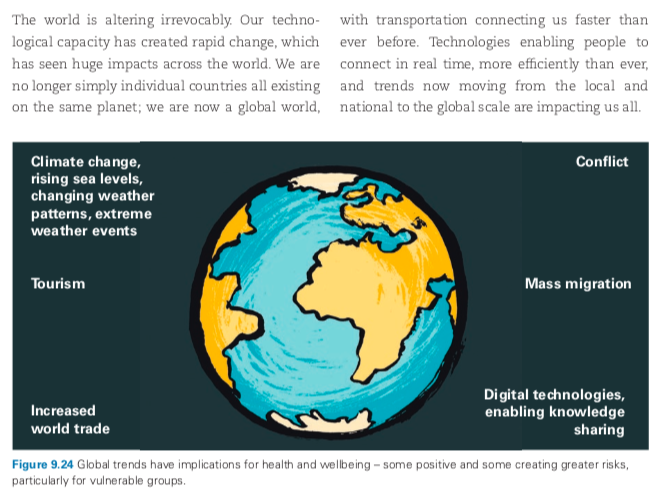 The world is altering irrevocably. Our techno-
logical capacity has created rapid change, which
has seen huge impacts across the world. We are
no longer simply individual countries all existing
on the same planet; we are now a global world,
with transportation connecting us faster than
ever before. Technologies enabling people to
connect in real time, more efficiently than ever,
and trends now moving from the local and
national to the global scale are impacting us all.
Climate change,
rising sea levels,
changing weather
patterns, extreme
weather events
Tourism
Increased
world trade
Conflict
Mass migration
Digital technologies,
enabling knowledge
sharing
Figure 9.24 Global trends have implications for health and wellbeing – some positive and some creating greater risks,
particularly for vulnerable groups.